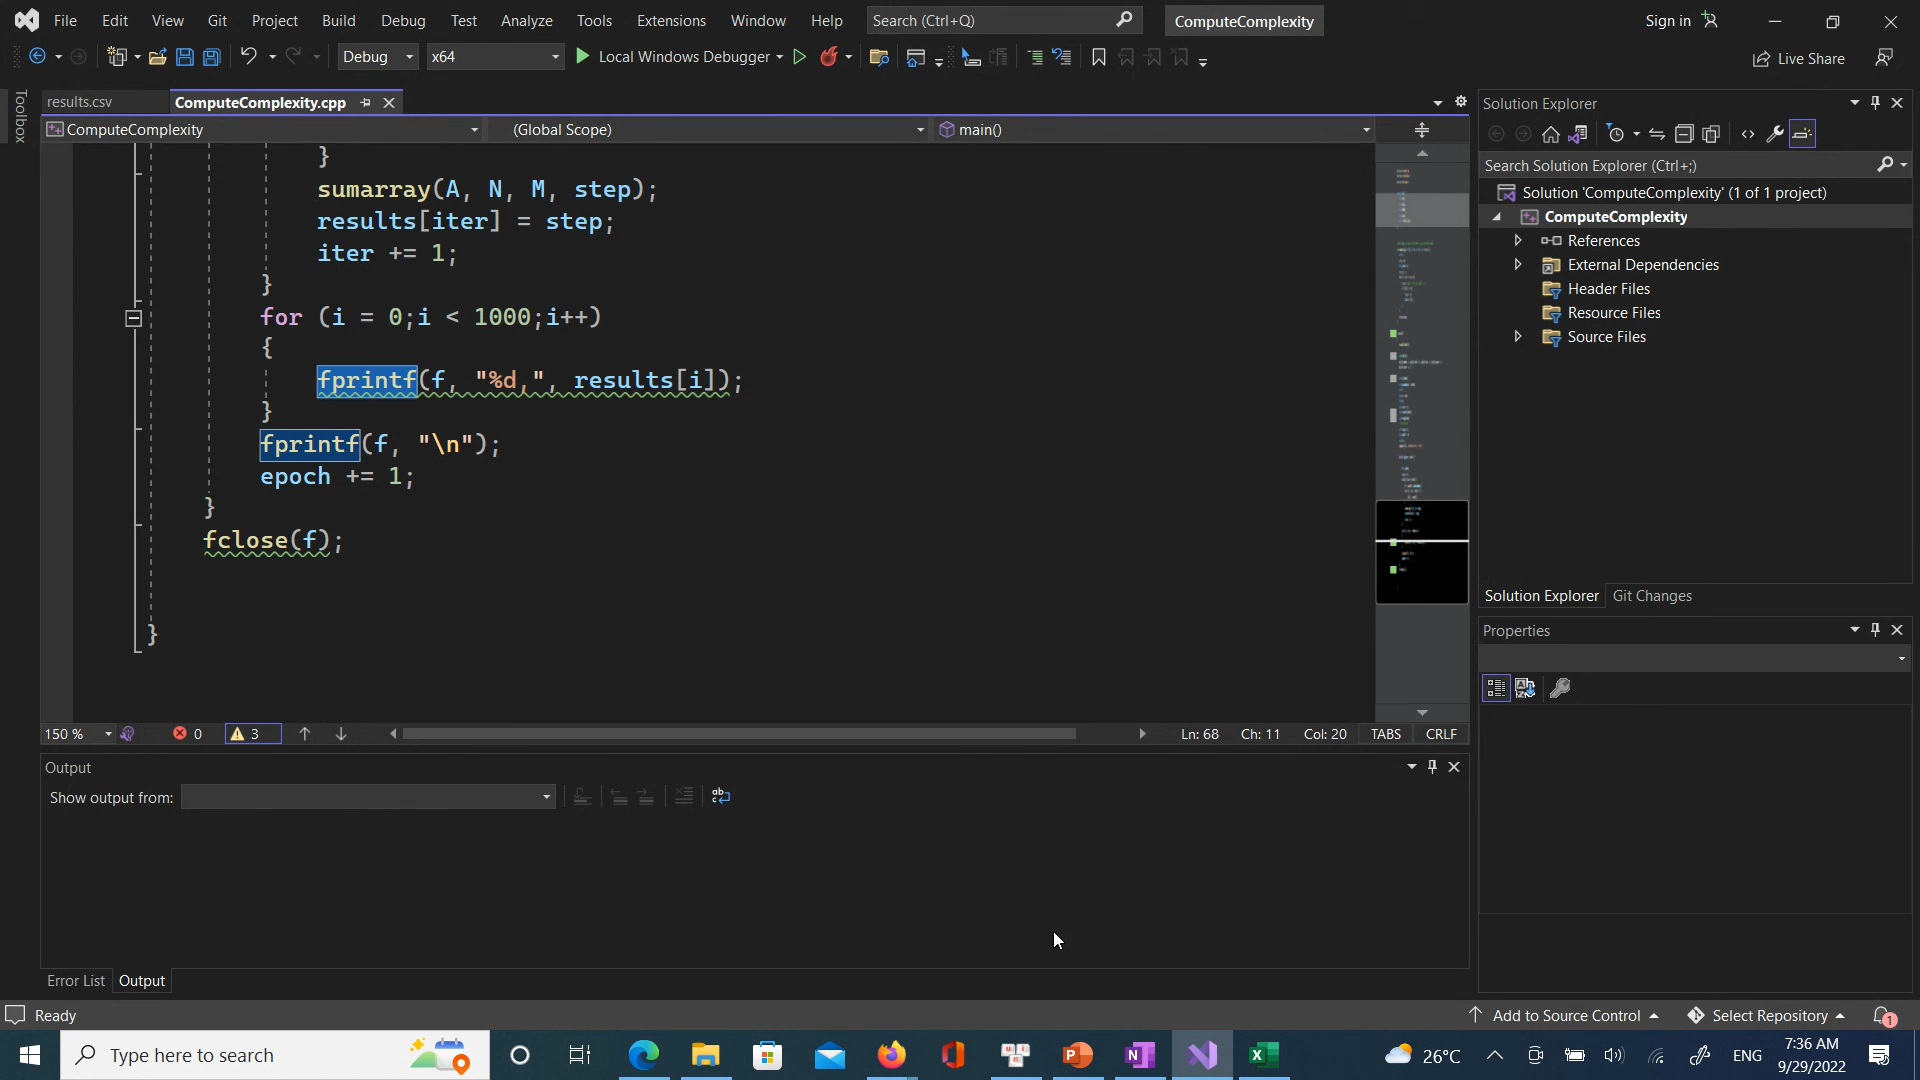 File Edit View Git Project Build Debug Test Analyze Tools Extensions Window Help Search (Ctrl+Q) ComputeComplexity Sign in
Debug x64 Local Windows Debugger Live Share
Toolbox
results.csv ComputeComplexity.cpp
ComputeComplexity (Global Scope) main()
}
sumarray(A, N, M, step);
results[iter] = step;
iter += 1;
}
for (i = 0;i < 1000;i++)
{
fprintf(f, "%d,", results[i]);
}
fprintf(f, "\n");
epoch += 1;
}
fclose(f);
}
150 % 0 3 Ln: 68 Ch: 11 Col: 20 TABS CRLF
Output
Show output from:
Error List Output
Solution Explorer
Search Solution Explorer (Ctrl+;)
Solution 'ComputeComplexity' (1 of 1 project)
ComputeComplexity
References
External Dependencies
Header Files
Resource Files
Source Files
Solution Explorer Git Changes
Properties
Ready Add to Source Control Select Repository 1
Type here to search 26°C ENG 7:36 AM
9/29/2022